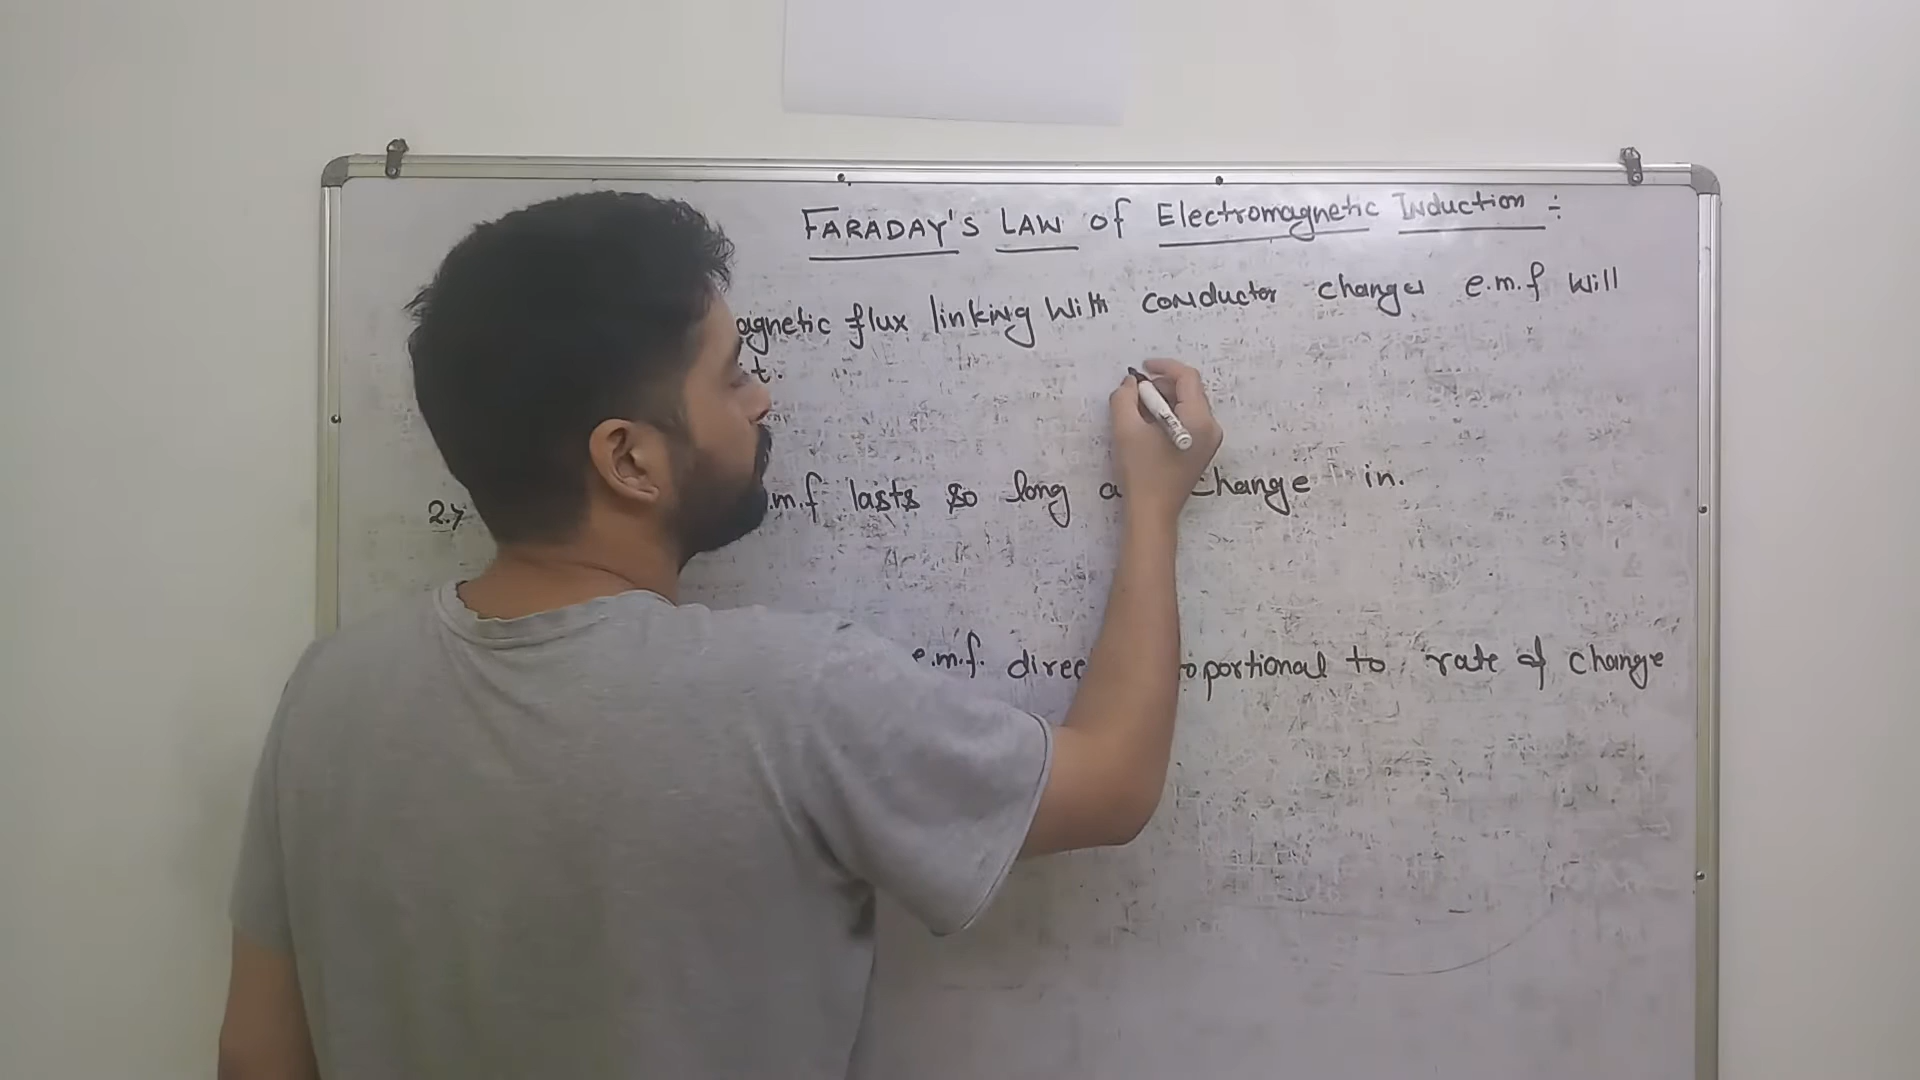 FARADAY'S LAW of Electromagnetic Induction :-
agnetic flux linking with conductor changes e.m.f will
it.
2.> .m.f lasts so long a change in.
e.m.f. direc oportional to rate of change